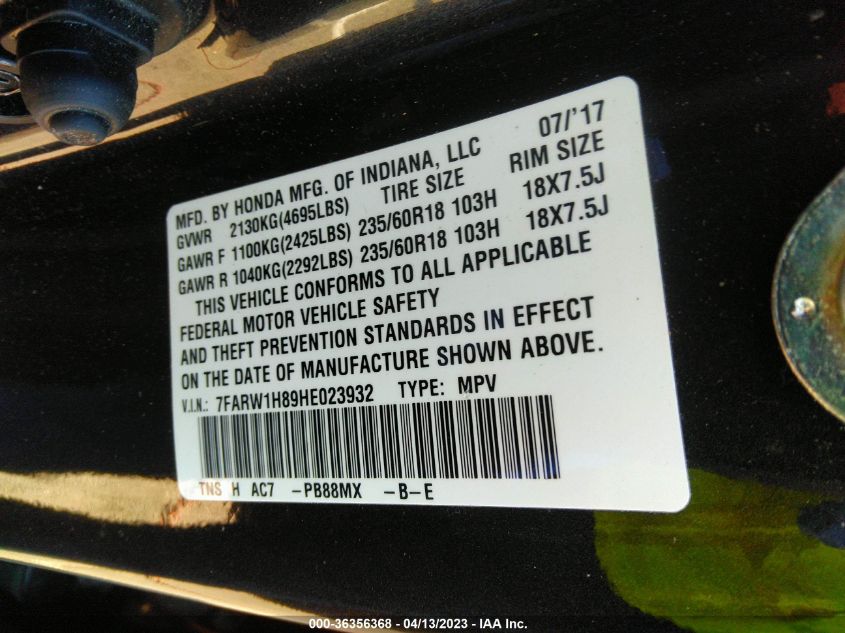 MFD. BY HONDA MFG. OF INDIANA, LLC 07/'17
GVWR 2130KG(4695LBS) TIRE SIZE RIM SIZE
GAWR F 1100KG(2425LBS) 235/60R18 103H 18X7.5J
GAWR R 1040KG(2292LBS) 235/60R18 103H 18X7.5J
THIS VEHICLE CONFORMS TO ALL APPLICABLE
FEDERAL MOTOR VEHICLE SAFETY
AND THEFT PREVENTION STANDARDS IN EFFECT
ON THE DATE OF MANUFACTURE SHOWN ABOVE.
V.I.N.: 7FARW1H89HE023932 TYPE: MPV
TNS H AC7 -PB88MX -B-E
000-36356368 - 04/13/2023 - IAA Inc.